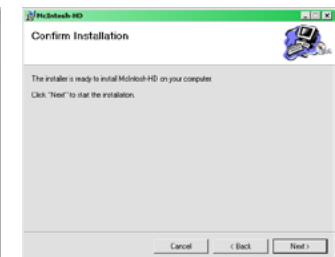 McIntosh-HD
Confirm Installation
The installer is ready to install McIntosh-HD on your computer
Click "Next" to start the installation.
Cancel
< Back
Next >